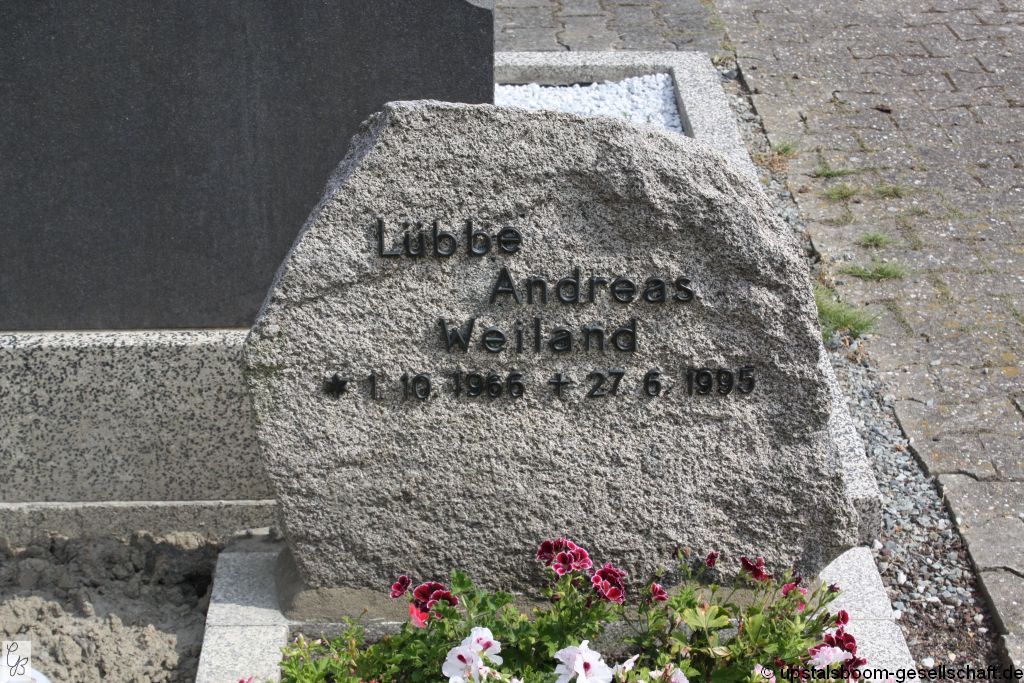 Lübbe
Andreas
Weiland
* 1. 10. 1966 + 27. 6. 1995
© upstalsboom-gesellschaft.de